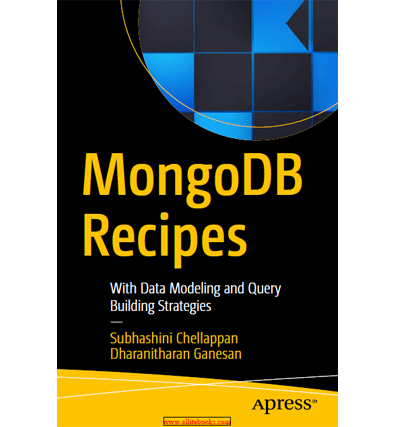 MongoDB
Recipes
With Data Modeling and Query
Building Strategies
—
Subhashini Chellappan
Dharanitharan Ganesan
Apress®
www.allitebooks.com